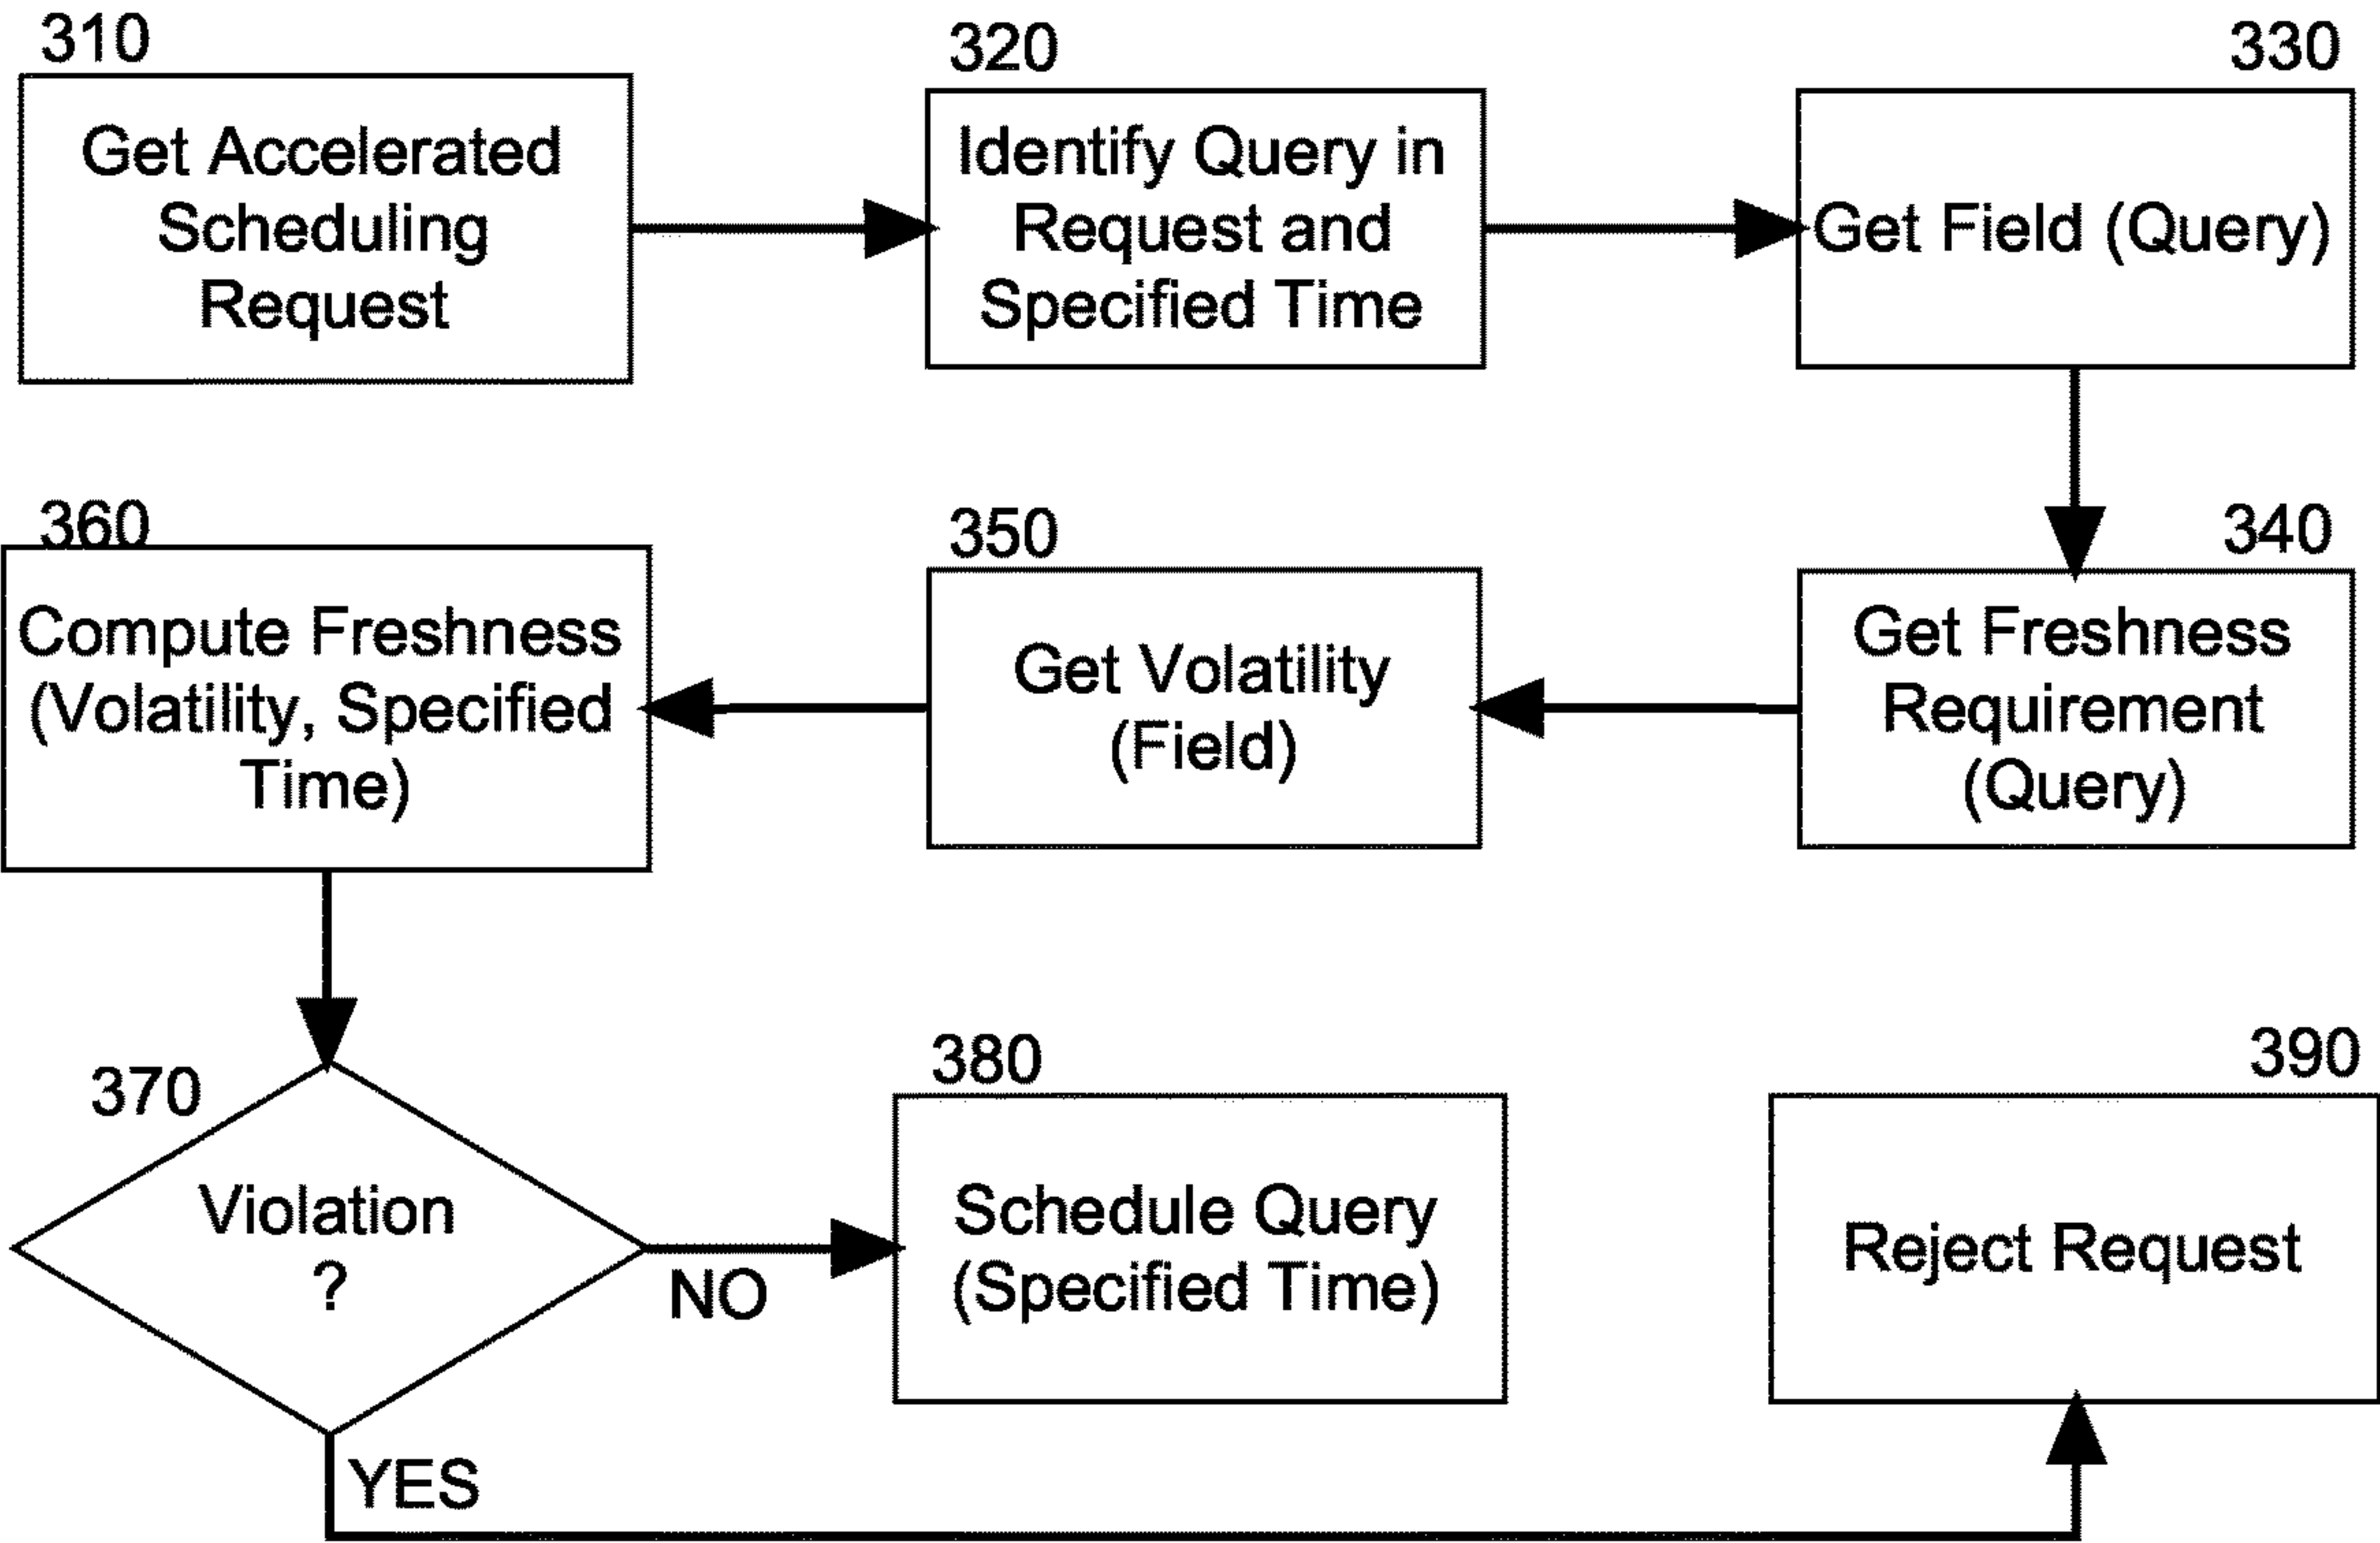 310
Get Accelerated
Scheduling
Request
320
Identify Query in
Request and
Specified Time
330
Get Field (Query)
340
Get Freshness
Requirement
(Query)
350
Get Volatility
(Field)
360
Compute Freshness
(Volatility, Specified
Time)
370
Violation
?
NO
YES
380
Schedule Query
(Specified Time)
390
Reject Request